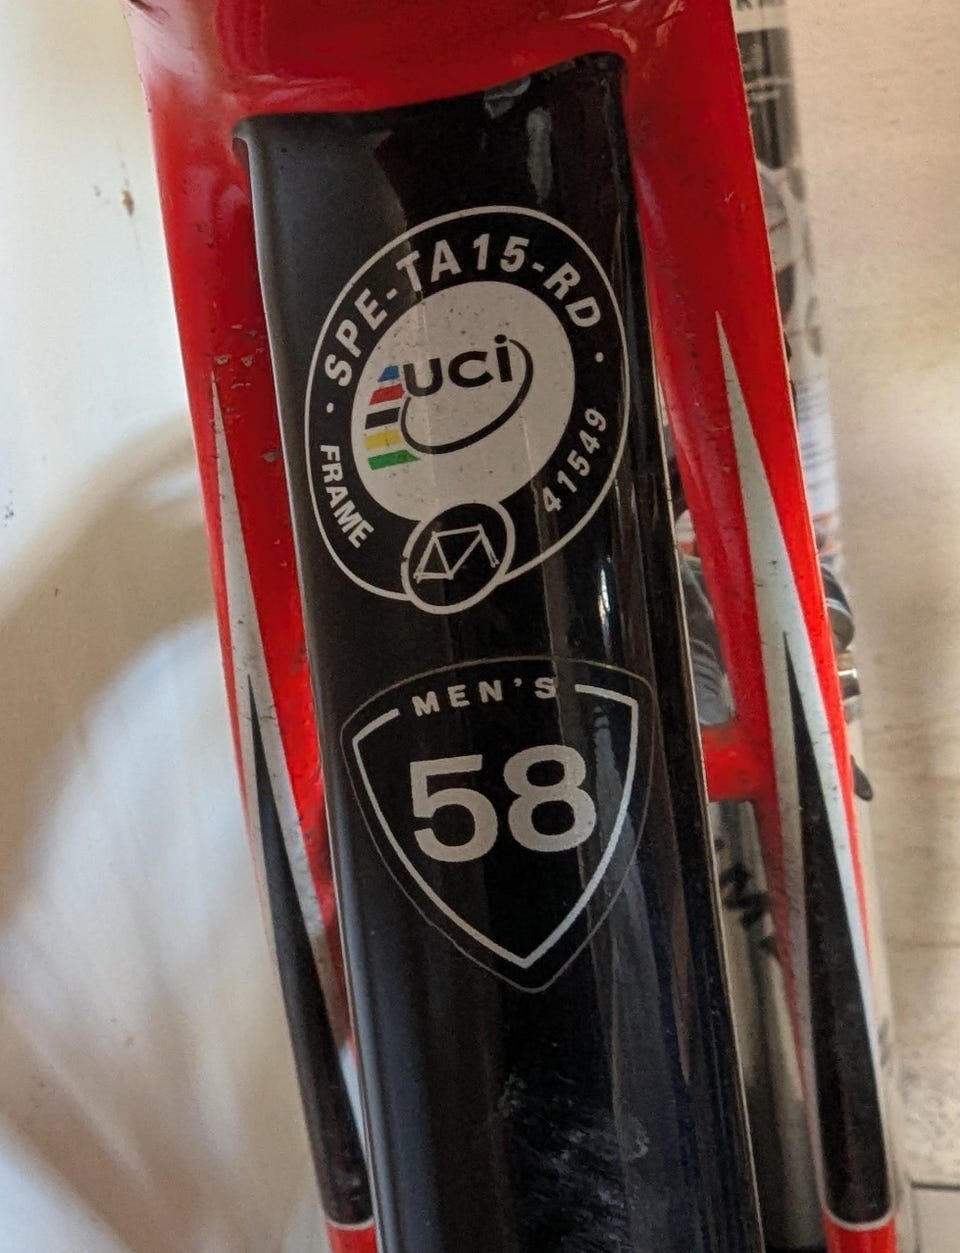 · SPE-TA15-RD ·
UCi
FRAME
41549
MEN'S
58